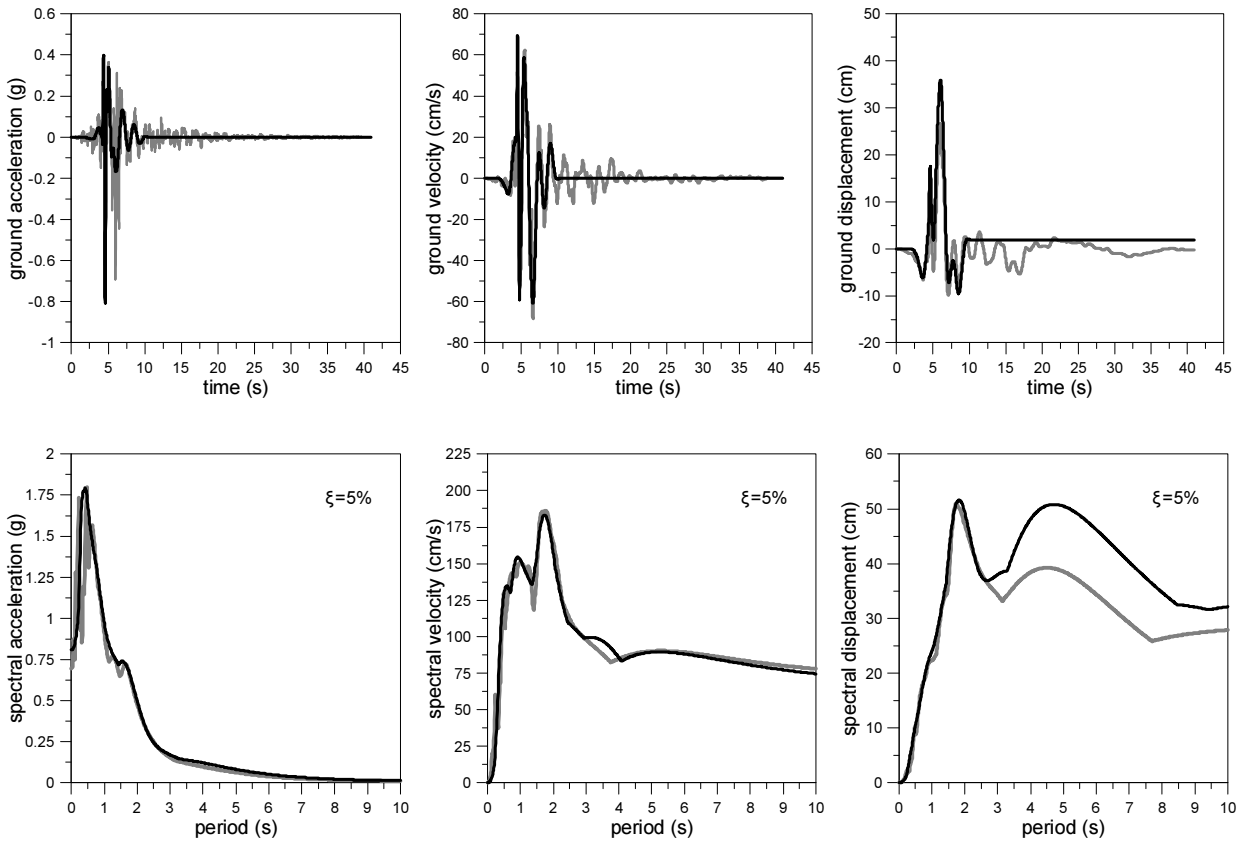 0.6
0.4
0.2
0
-0.2
-0.4
-0.6
-0.8
-1
ground acceleration (g)
0 5 10 15 20 25 30 35 40 45
time (s)
80
60
40
20
0
-20
-40
-60
-80
ground velocity (cm/s)
0 5 10 15 20 25 30 35 40 45
time (s)
50
40
30
20
10
0
-10
-20
ground displacement (cm)
0 5 10 15 20 25 30 35 40 45
time (s)
2
1.75
1.5
1.25
1
0.75
0.5
0.25
0
spectral acceleration (g)
ξ=5%
0 1 2 3 4 5 6 7 8 9 10
period (s)
225
200
175
150
125
100
75
50
25
0
spectral velocity (cm/s)
ξ=5%
0 1 2 3 4 5 6 7 8 9 10
period (s)
60
50
40
30
20
10
0
spectral displacement (cm)
ξ=5%
0 1 2 3 4 5 6 7 8 9 10
period (s)